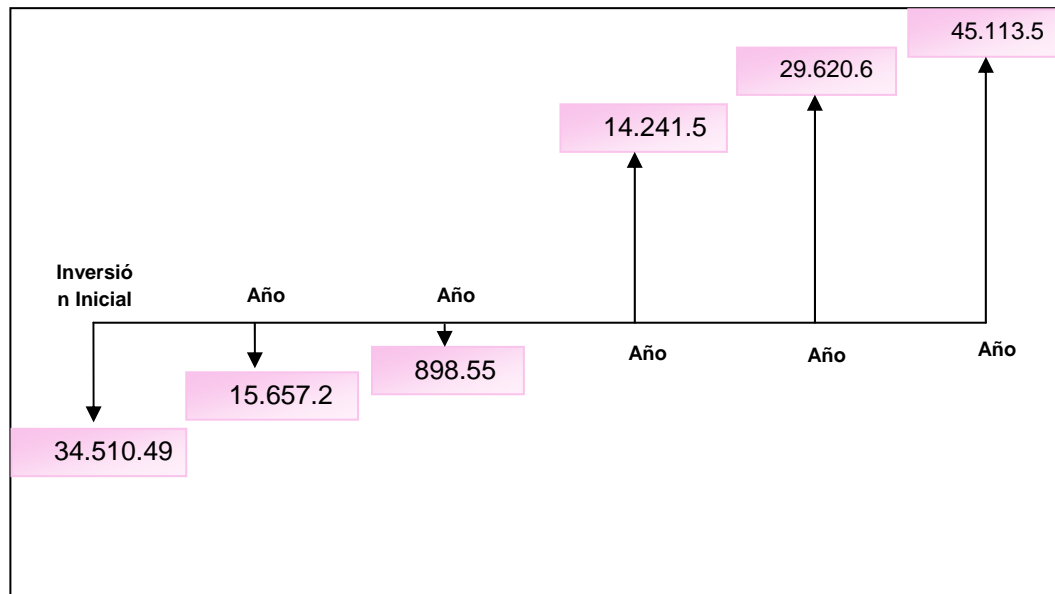 45.113.5
29.620.6
14.241.5
Inversió
n Inicial
Año
Año
Año
Año
Año
898.55
15.657.2
34.510.49